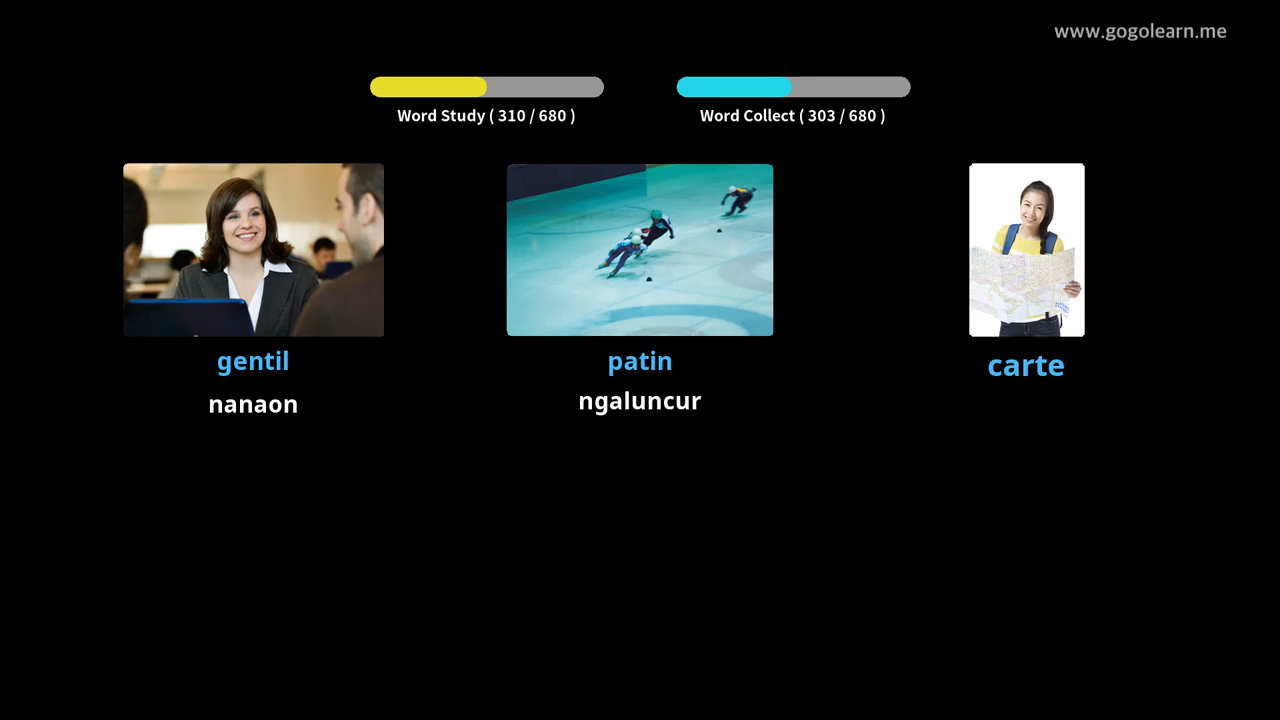 www.gogolearn.me
Word Study ( 310 / 680 )
Word Collect ( 303 / 680 )
gentil
patin
carte
nanaon
ngaluncur